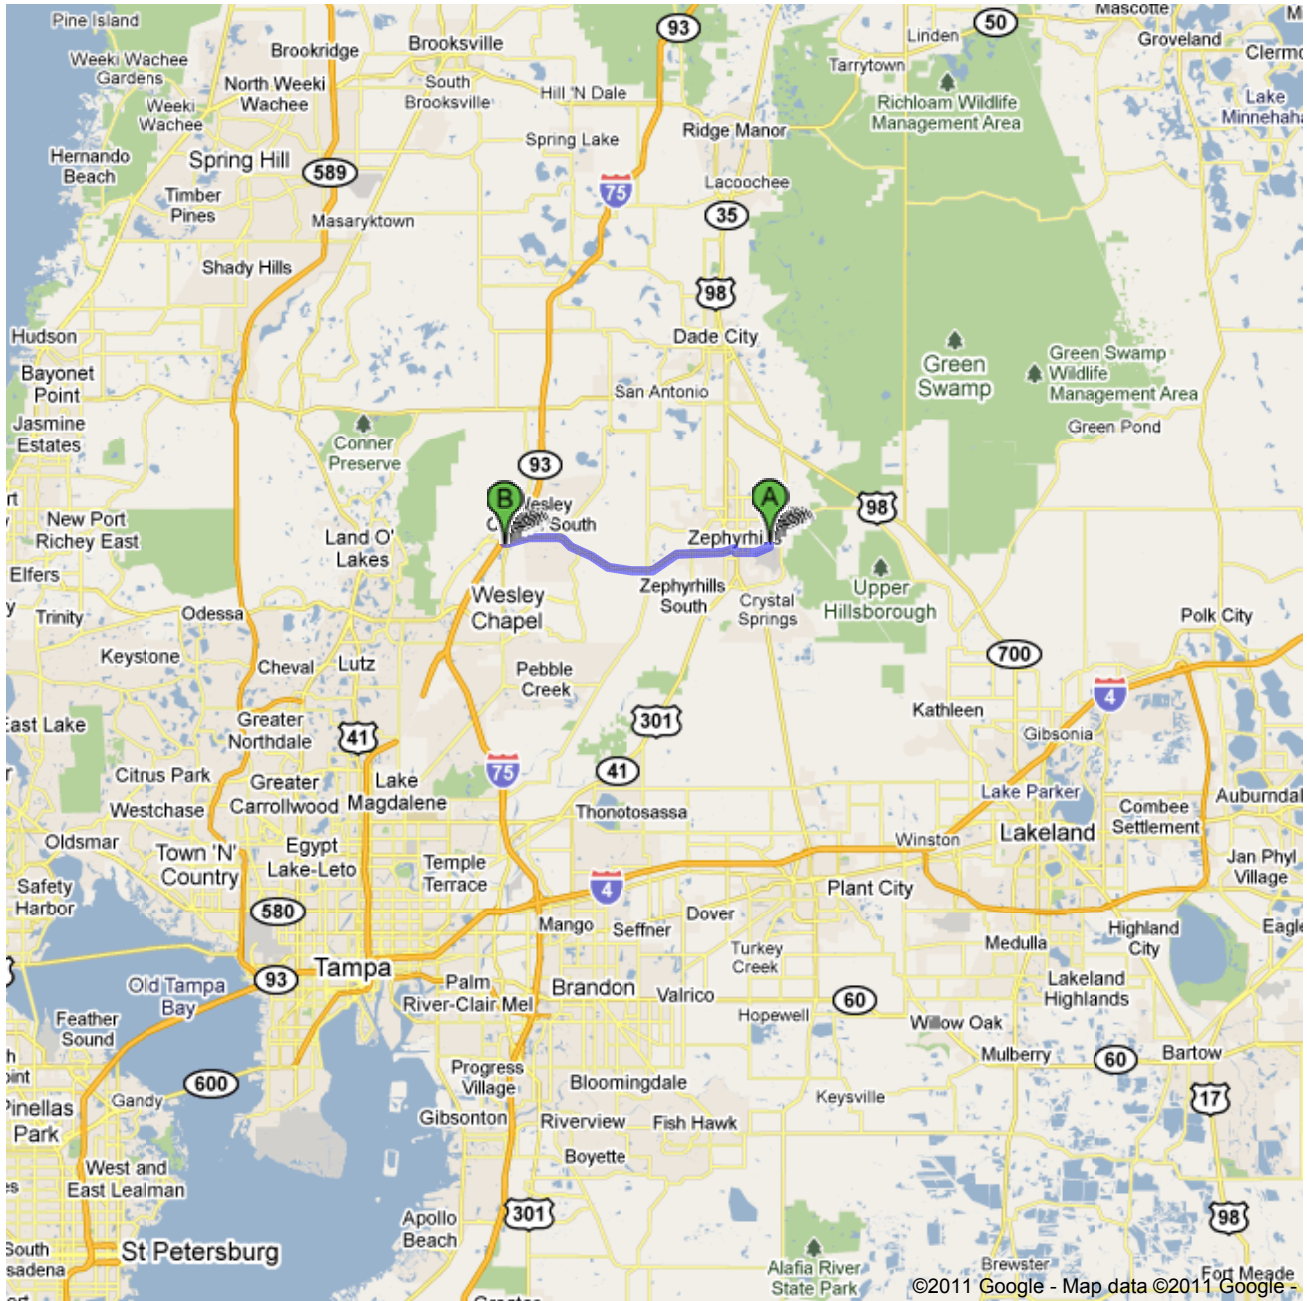 Pine Island
Brookridge
Brooksville
93
Linden
50
Mascotte
Groveland
Weeki Wachee
Gardens
North Weeki
Wachee
South
Brooksville
Hill 'N Dale
Tarrytown
Richloam Wildlife
Management Area
Lake
Weeki
Wachee
Spring Lake
Ridge Manor
Hernando
Beach
Spring Hill
589
75
Lacoochee
35
Timber
Pines
Masaryktown
Shady Hills
98
Hudson
Dade City
Green
Swamp
Green Swamp
Wildlife
Management Area
Bayonet
Point
San Antonio
Jasmine
Estates
Conner
Preserve
Green Pond
93
B
A
98
South
New Port
Richey East
Land O'
Lakes
Elfers
Wesley
Chapel
Zephyrhills
South
Crystal
Springs
Upper
Hillsborough
Trinity
Odessa
Polk City
Keystone
Cheval
Lutz
Pebble
Creek
700
4
East Lake
Greater
Northdale
41
301
Kathleen
Gibsonia
Citrus Park
Greater
Carrollwood
Lake
Magdalene
75
41
Lake Parker
Westchase
Thonotosassa
Combee
Settlement
Oldsmar
Town 'N'
Country
Egypt
Lake-Leto
Temple
Terrace
Winston
Lakeland
Jan Phyl
Village
Safety
Harbor
580
4
Plant City
Mango
Seffner
Dover
Highland
City
Turkey
Creek
Medulla
Tampa
93
Old Tampa
Bay
Palm
River-Clair Mel
Brandon
Valrico
60
Lakeland
Highlands
Feather
Sound
Hopewell
Willow Oak
Mulberry
60
Bartow
Progress
Village
600
Gandy
Bloomingdale
Keysville
17
Pinellas
Park
Gibsonton
Riverview
Fish Hawk
West and
East Lealman
Boyette
Apollo
Beach
301
98
St Petersburg
South
Alafia River
State Park
Brewster
Fort Meade
©2011 Google - Map data ©2011 Google -